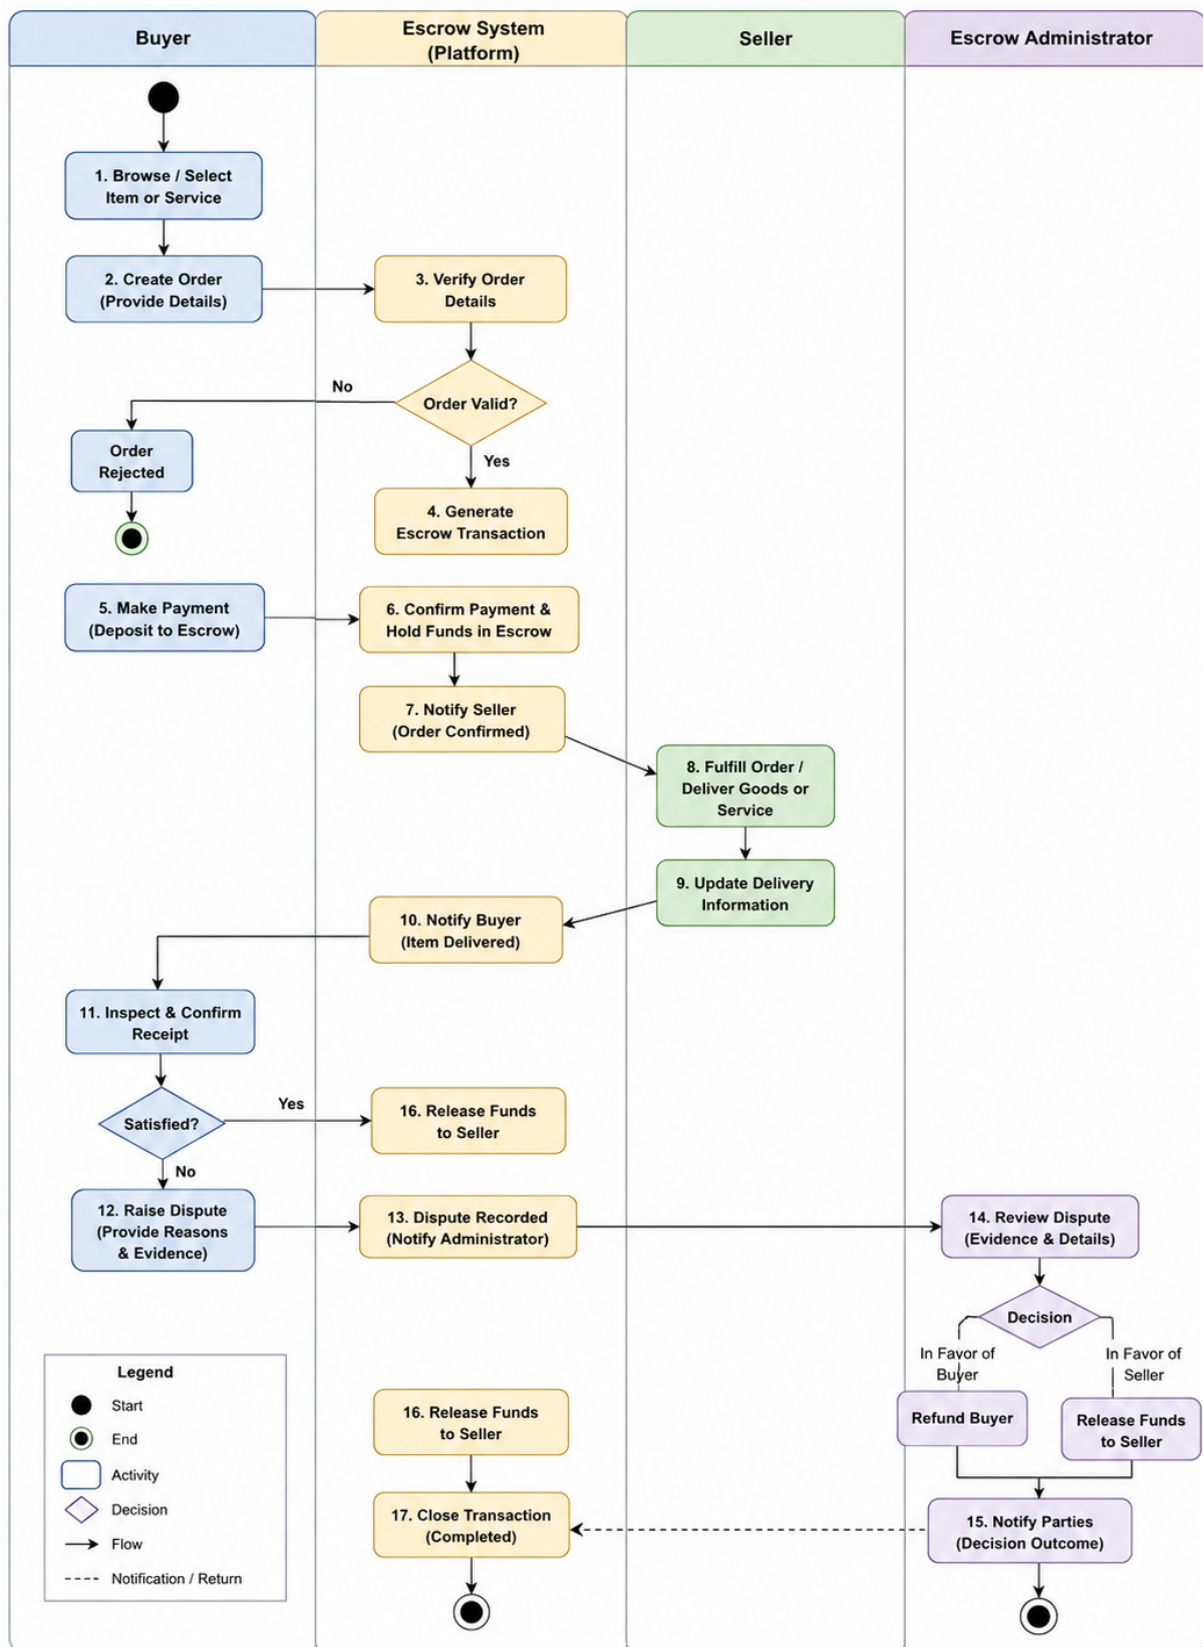 Buyer
Escrow System
(Platform)
Seller
Escrow Administrator
1. Browse / Select
Item or Service
2. Create Order
(Provide Details)
3. Verify Order
Details
No
Order Valid?
Order
Rejected
Yes
4. Generate
Escrow Transaction
5. Make Payment
(Deposit to Escrow)
6. Confirm Payment &
Hold Funds in Escrow
7. Notify Seller
(Order Confirmed)
8. Fulfill Order /
Deliver Goods or
Service
9. Update Delivery
Information
10. Notify Buyer
(Item Delivered)
11. Inspect & Confirm
Receipt
Satisfied?
Yes
16. Release Funds
to Seller
No
12. Raise Dispute
(Provide Reasons
& Evidence)
13. Dispute Recorded
(Notify Administrator)
14. Review Dispute
(Evidence & Details)
Decision
In Favor of
Buyer
In Favor of
Seller
Refund Buyer
Release Funds
to Seller
16. Release Funds
to Seller
17. Close Transaction
(Completed)
15. Notify Parties
(Decision Outcome)
Legend
Start
End
Activity
Decision
Flow
Notification / Return